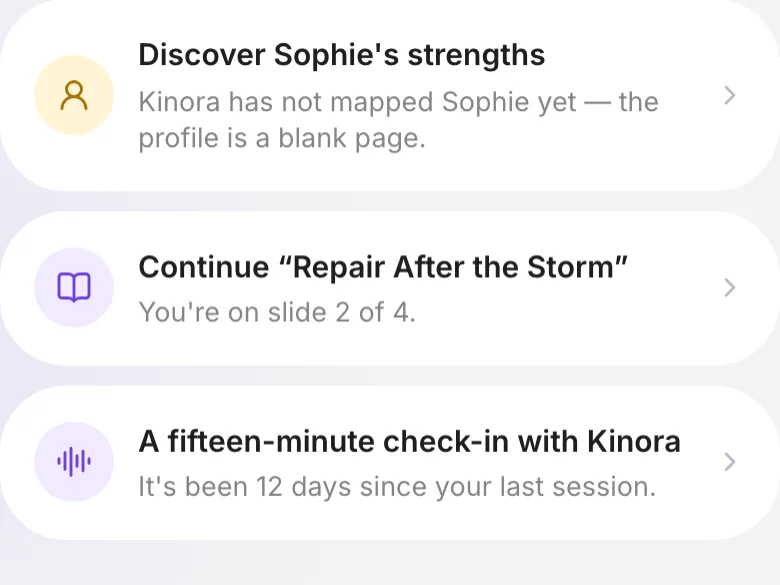 Discover Sophie's strengths
Kinora has not mapped Sophie yet — the
profile is a blank page.
Continue “Repair After the Storm”
You're on slide 2 of 4.
A fifteen-minute check-in with Kinora
It's been 12 days since your last session.